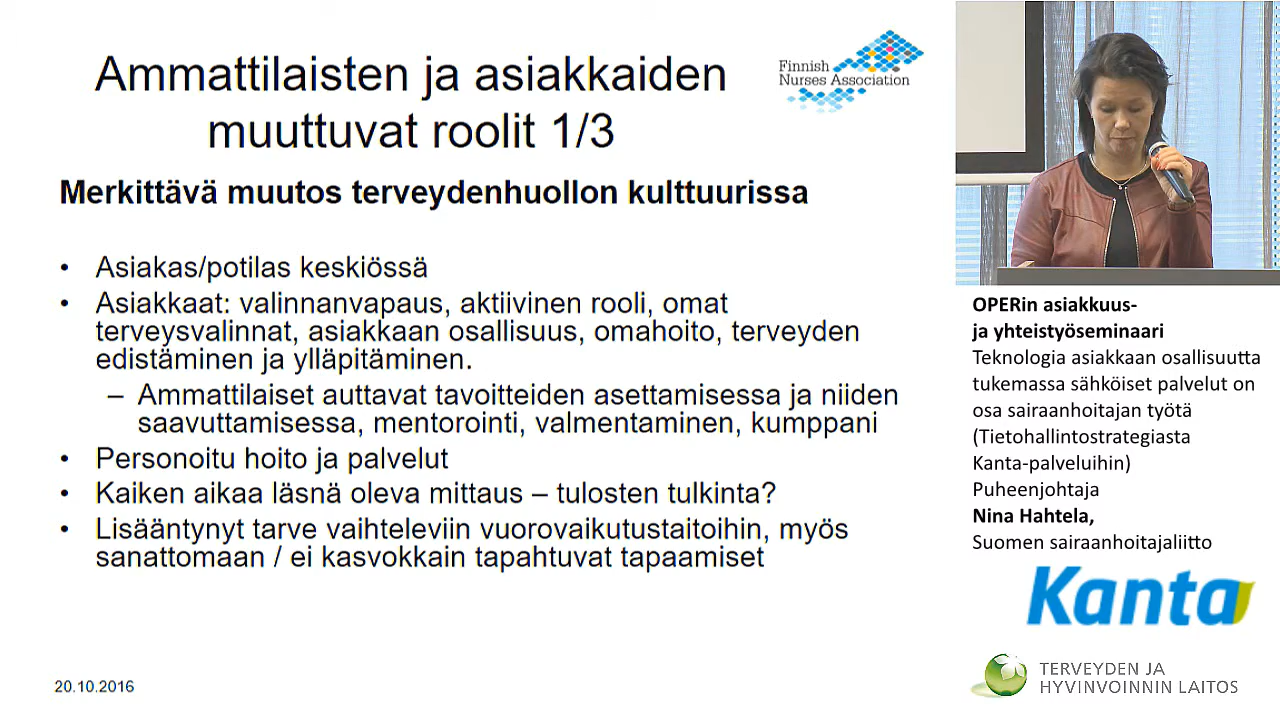 Ammattilaisten ja asiakkaiden
muuttuvat roolit 1/3
Finnish
Nurses Association
Merkittävä muutos terveydenhuollon kulttuurissa
• Asiakas/potilas keskiössä
• Asiakkaat: valinnanvapaus, aktiivinen rooli, omat
terveysvalinnat, asiakkaan osallisuus, omahoito, terveyden
edistäminen ja ylläpitäminen.
– Ammattilaiset auttavat tavoitteiden asettamisessa ja niiden
saavuttamisessa, mentorointi, valmentaminen, kumppani
• Personoitu hoito ja palvelut
• Kaiken aikaa läsnä oleva mittaus – tulosten tulkinta?
• Lisääntynyt tarve vaihteleviin vuorovaikutustaitoihin, myös
sanattomaan / ei kasvokkain tapahtuvat tapaamiset
20.10.2016
OPERin asiakkuus-
ja yhteistyöseminaari
Teknologia asiakkaan osallisuutta
tukemassa sähköiset palvelut on
osa sairaanhoitajan työtä
(Tietohallintostrategiasta
Kanta-palveluihin)
Puheenjohtaja
Nina Hahtela,
Suomen sairaanhoitajaliitto
Kanta
TERVEYDEN JA
HYVINVOINNIN LAITOS